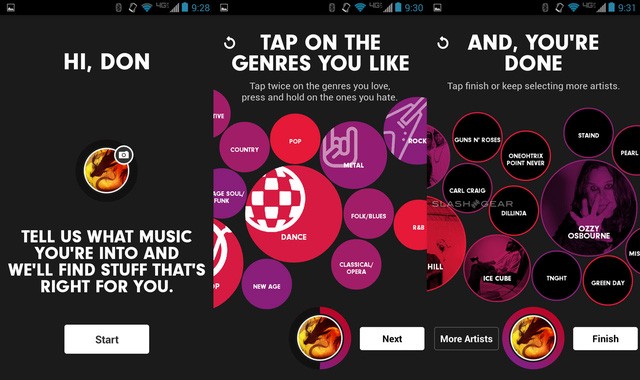 9:28
HI, DON
TELL US WHAT MUSIC
YOU'RE INTO AND
WE'LL FIND STUFF THAT'S
RIGHT FOR YOU.
Start
9:30
TAP ON THE
GENRES YOU LIKE
Tap twice on the genres you love,
press and hold on the ones you hate.
TIVE
COUNTRY
POP
METAL
ROCK
AGE SOUL/
FUNK
DANCE
FOLK/BLUES
R&B
CLASSICAL/
OPERA
OP
NEW AGE
Next
9:31
AND, YOU'RE
DONE
Tap finish or keep selecting more artists.
GUNS N' ROSES
STAIND
ONEOHTRIX
POINT NEVER
PEARL
CARL CRAIG
SLASHGEAR
DILLINJA
OZZY
OSBOURNE
HILL
ICE CUBE
TNGHT
GREEN DAY
MIS
More Artists
Finish